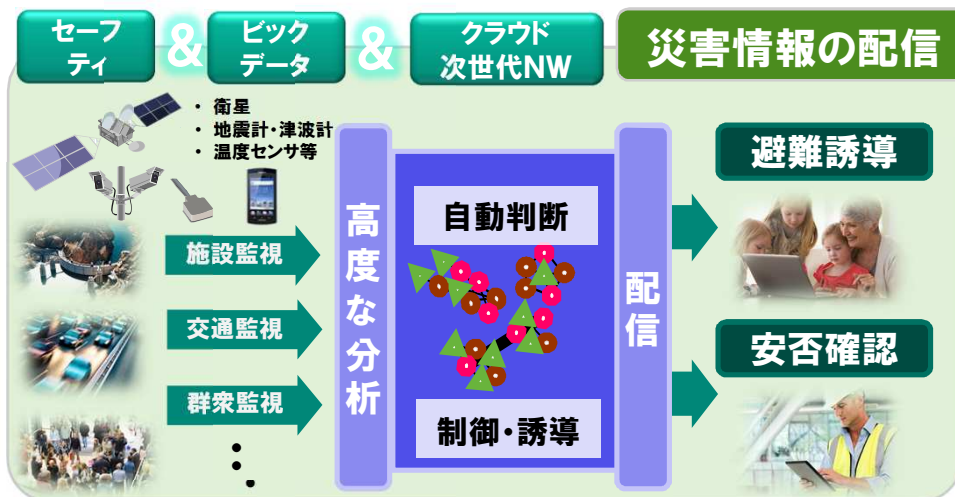 セーフ
ティ
&
ビック
データ
&
クラウド
次世代NW
災害情報の配信
・ 衛星
・ 地震計・津波計
・ 温度センサ等
施設監視
交通監視
群衆監視
高度な分析
自動判断
制御・誘導
配信
避難誘導
安否確認